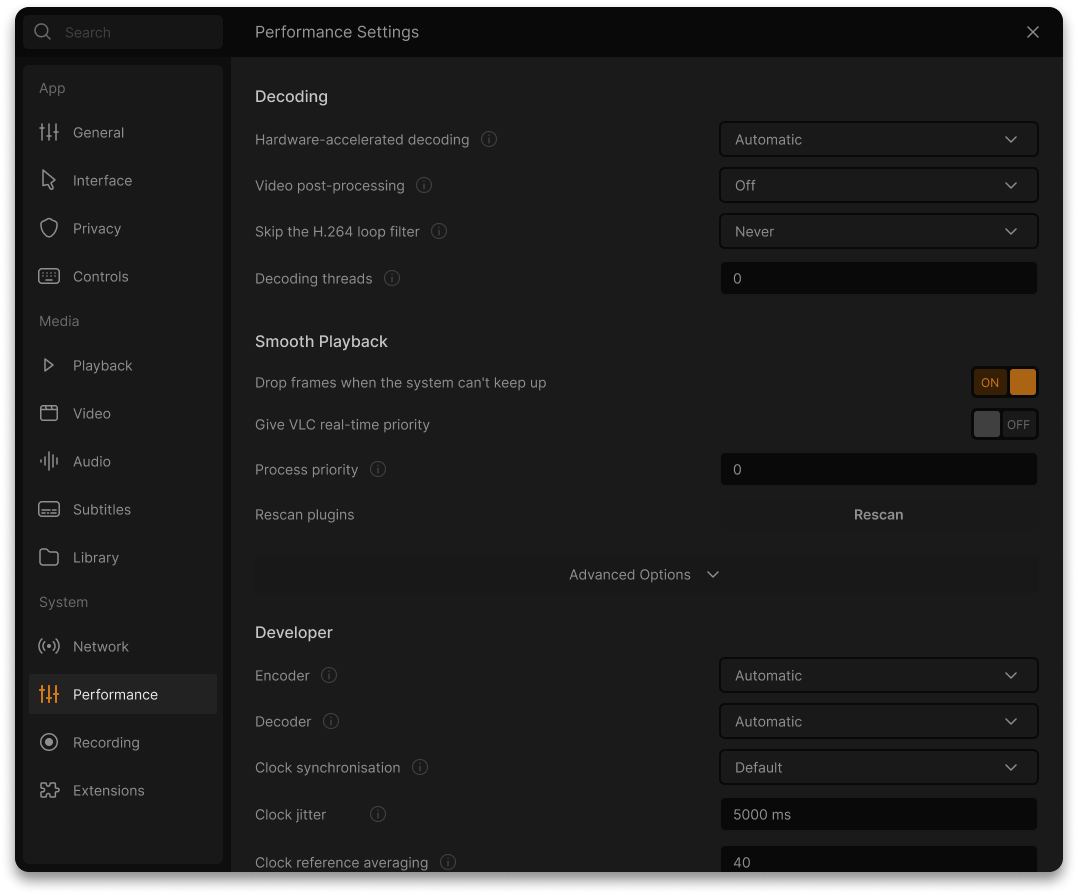 Search
Performance Settings
App
General
Interface
Privacy
Controls
Media
Playback
Video
Audio
Subtitles
Library
System
Network
Performance
Recording
Extensions
Decoding
Hardware-accelerated decoding
Automatic
Video post-processing
Off
Skip the H.264 loop filter
Never
Decoding threads
0
Smooth Playback
Drop frames when the system can't keep up
ON
Give VLC real-time priority
OFF
Process priority
0
Rescan plugins
Rescan
Advanced Options
Developer
Encoder
Automatic
Decoder
Automatic
Clock synchronisation
Default
Clock jitter
5000 ms
Clock reference averaging
40